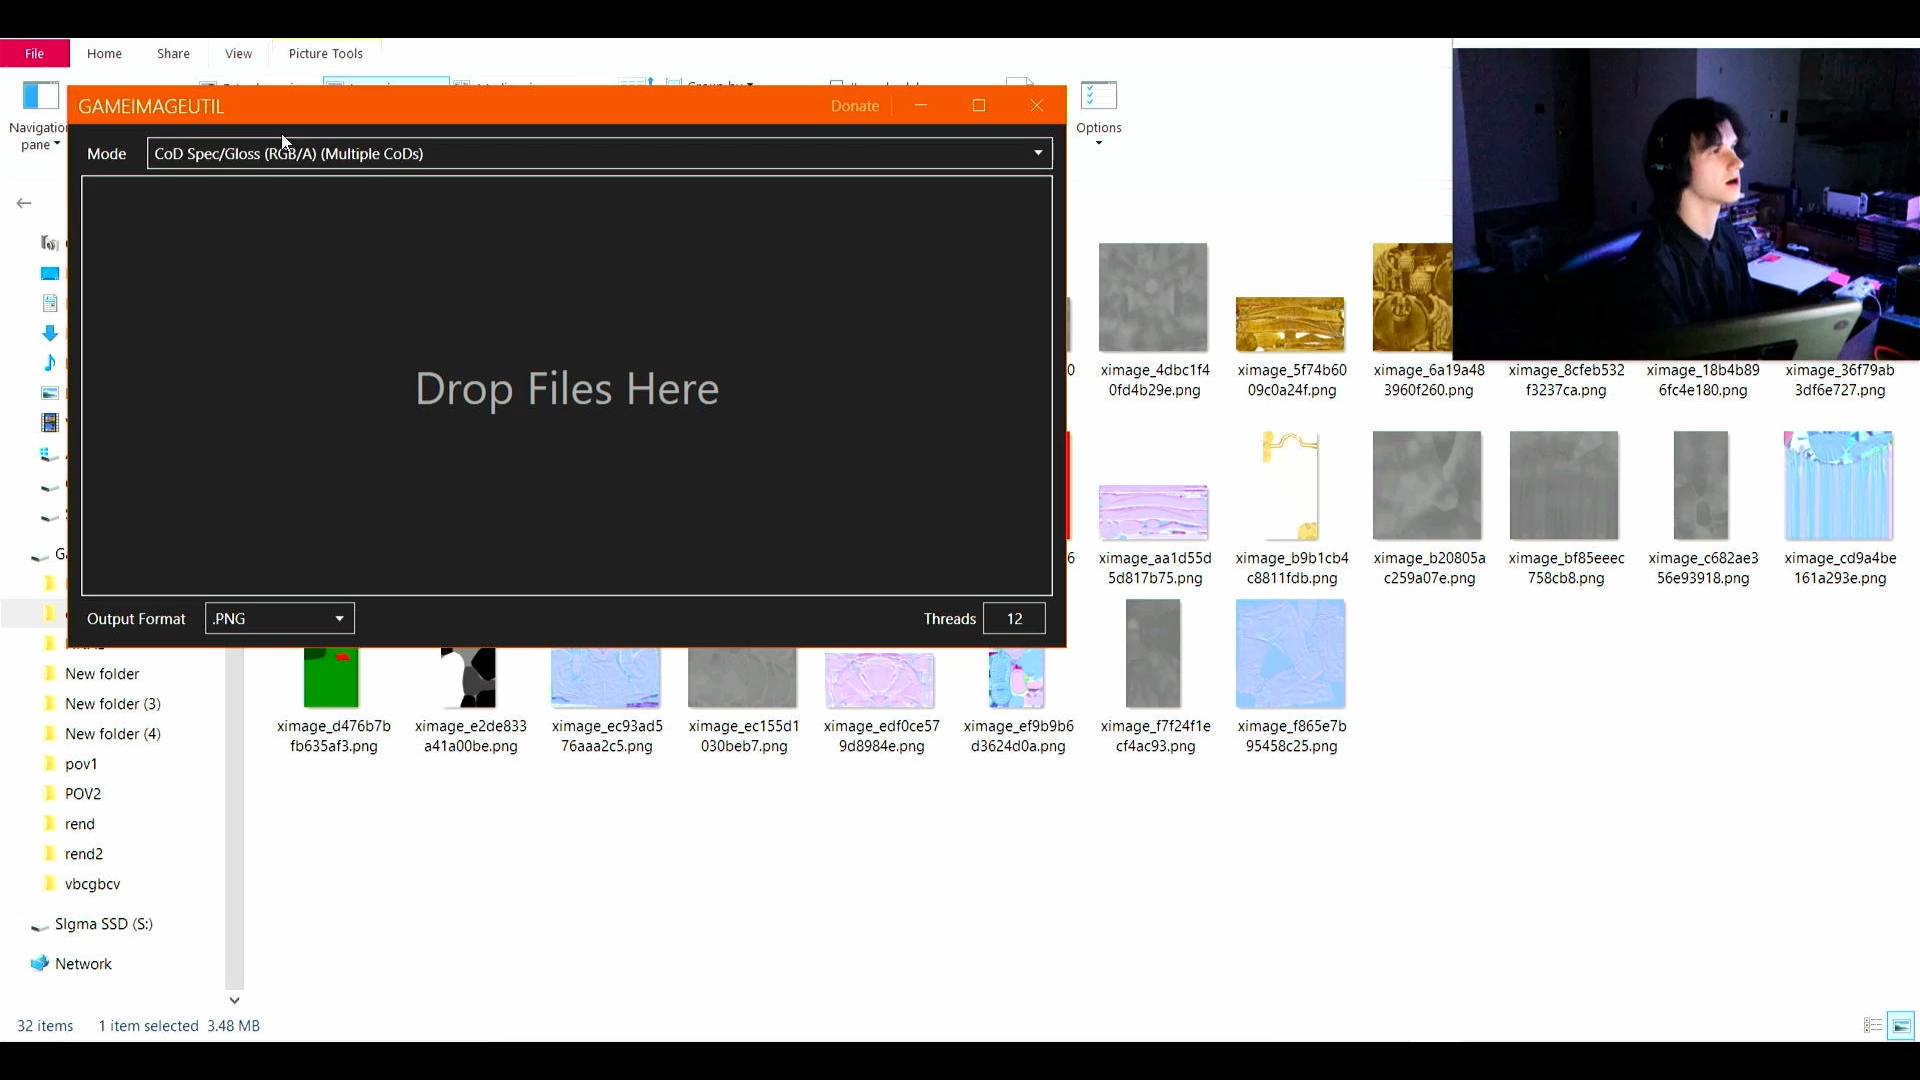 File
Home
Share
View
Picture Tools
Navigation
pane
Options
GAMEIMAGEUTIL
Donate
Mode
CoD Spec/Gloss (RGB/A) (Multiple CoDs)
Drop Files Here
Output Format
.PNG
Threads
12
ximage_4dbc1f4
0fd4b29e.png
ximage_5f74b60
09c0a24f.png
ximage_6a19a48
3960f260.png
ximage_8cfeb532
f3237ca.png
ximage_18b4b89
6fc4e180.png
ximage_36f79ab
3df6e727.png
ximage_aa1d55d
5d817b75.png
ximage_b9b1cb4
c8811fdb.png
ximage_b20805a
c259a07e.png
ximage_bf85eeec
758cb8.png
ximage_c682ae3
56e93918.png
ximage_cd9a4be
161a293e.png
ximage_d476b7b
fb635af3.png
ximage_e2de833
a41a00be.png
ximage_ec93ad5
76aaa2c5.png
ximage_ec155d1
030beb7.png
ximage_edf0ce57
9d8984e.png
ximage_ef9b9b6
d3624d0a.png
ximage_f7f24f1e
cf4ac93.png
ximage_f865e7b
95458c25.png
New folder
New folder (3)
New folder (4)
pov1
POV2
rend
rend2
vbcgbcv
SIgma SSD (S:)
Network
32 items
1 item selected 3.48 MB